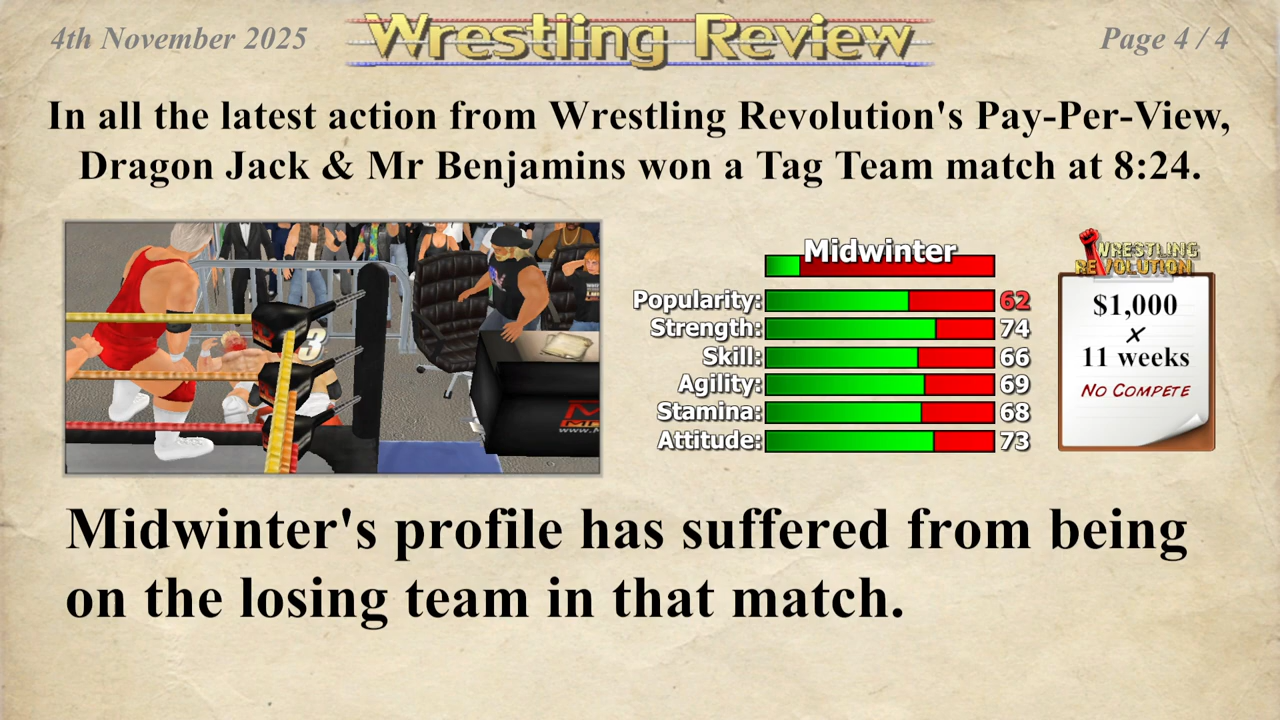 4th November 2025
Wrestling Review
Page 4 / 4
In all the latest action from Wrestling Revolution's Pay-Per-View,
Dragon Jack & Mr Benjamins won a Tag Team match at 8:24.
3
Midwinter
Popularity: 62
Strength: 74
Skill: 66
Agility: 69
Stamina: 68
Attitude: 73
WRESTLING
REVOLUTION
$1,000
×
11 weeks
NO COMPETE
Midwinter's profile has suffered from being
on the losing team in that match.